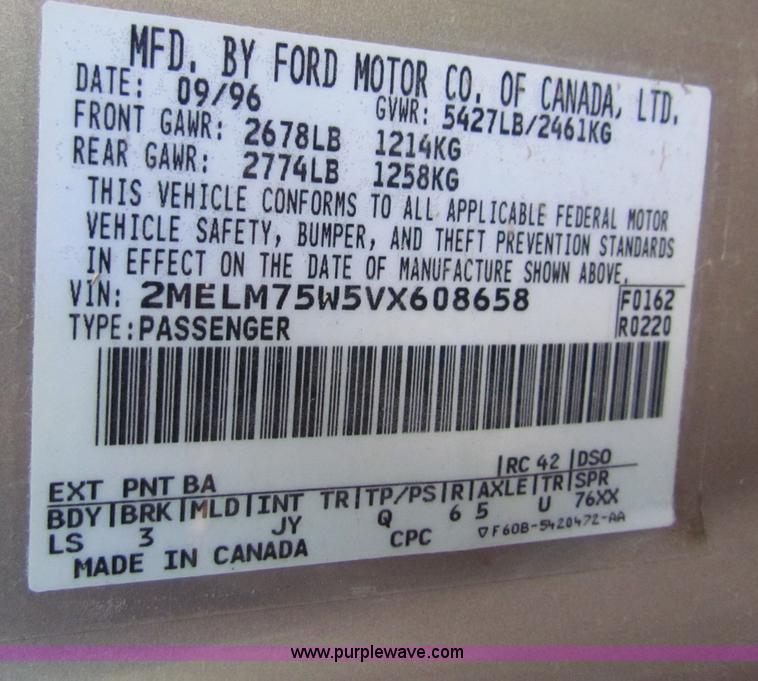 MFD. BY FORD MOTOR CO. OF CANADA, LTD.
DATE: 09/96 GVWR: 5427LB/2461KG
FRONT GAWR: 2678LB 1214KG
REAR GAWR: 2774LB 1258KG
THIS VEHICLE CONFORMS TO ALL APPLICABLE FEDERAL MOTOR
VEHICLE SAFETY, BUMPER, AND THEFT PREVENTION STANDARDS
IN EFFECT ON THE DATE OF MANUFACTURE SHOWN ABOVE.
VIN: 2MELM75W5VX608658 F0162
TYPE: PASSENGER R0220
EXT PNT BA RC 42 DSO
BDY BRK MLD INT TR TP/PS R AXLE TR SPR
LS 3 JY Q 6 5 U 76XX
MADE IN CANADA CPC ▽F60B-5420472-AA
www.purplewave.com